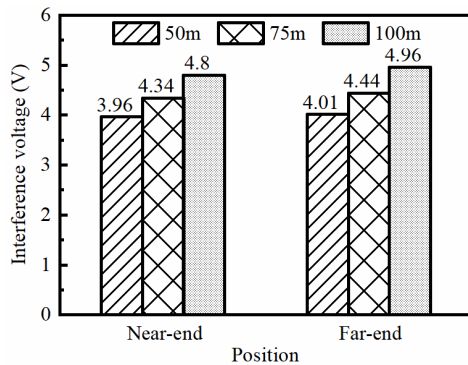 6
5
4
3
2
1
0
Interference voltage (V)
50m 75m 100m
3.96 4.34 4.8
4.01 4.44 4.96
Near-end Far-end
Position